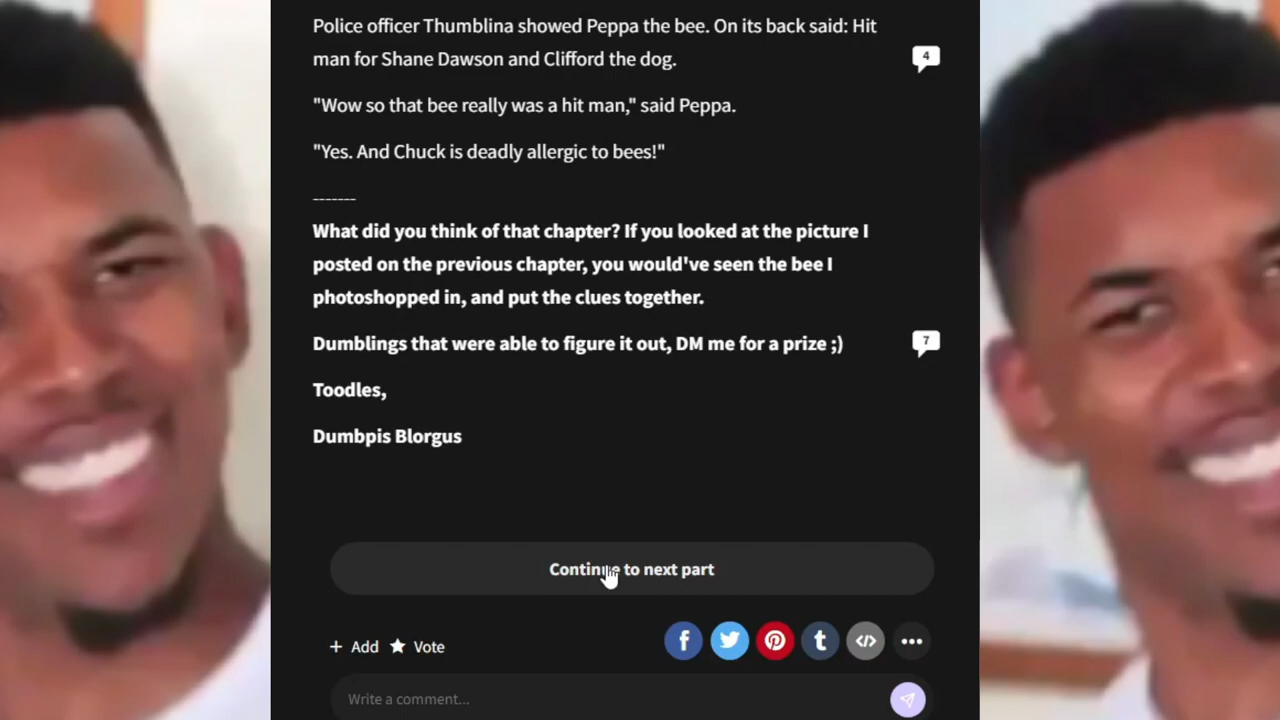 Police officer Thumblina showed Peppa the bee. On its back said: Hit
man for Shane Dawson and Clifford the dog.
4
"Wow so that bee really was a hit man," said Peppa.
"Yes. And Chuck is deadly allergic to bees!"
-------
What did you think of that chapter? If you looked at the picture I
posted on the previous chapter, you would've seen the bee I
photoshopped in, and put the clues together.
Dumblings that were able to figure it out, DM me for a prize ;)
7
Toodles,
Dumbpis Blorgus
Continue to next part
+ Add ★ Vote
Write a comment...